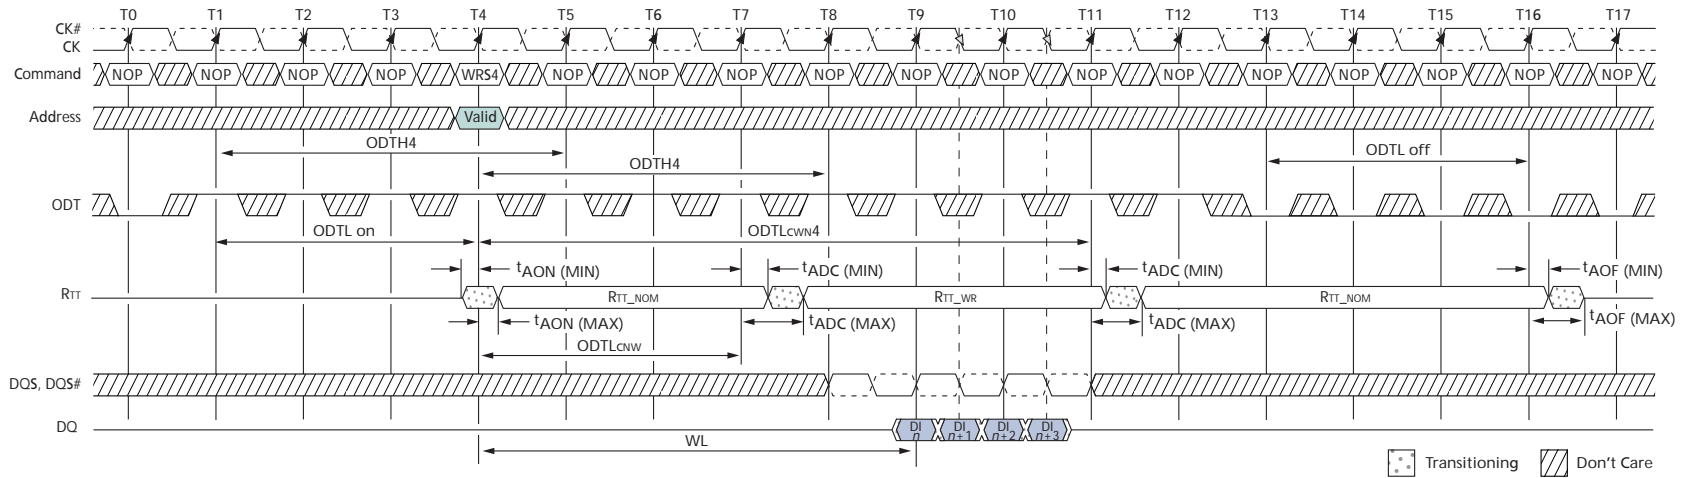 T0 T1 T2 T3 T4 T5 T6 T7 T8 T9 T10 T11 T12 T13 T14 T15 T16 T17
CK#
CK
Command NOP NOP NOP NOP WRS4 NOP NOP NOP NOP NOP NOP NOP NOP NOP NOP NOP NOP NOP
Address Valid
ODTH4 ODTL off
ODTH4
ODT
ODTL on ODTLCWN4
tAON (MIN) tADC (MIN) tADC (MIN) tAOF (MIN)
RTT RTT_NOM RTT_WR RTT_NOM
tAON (MAX) tADC (MAX) tADC (MAX) tAOF (MAX)
ODTLCNW
DQS, DQS#
DQ DI n DI n+1 DI n+2 DI n+3
WL
Transitioning Don't Care